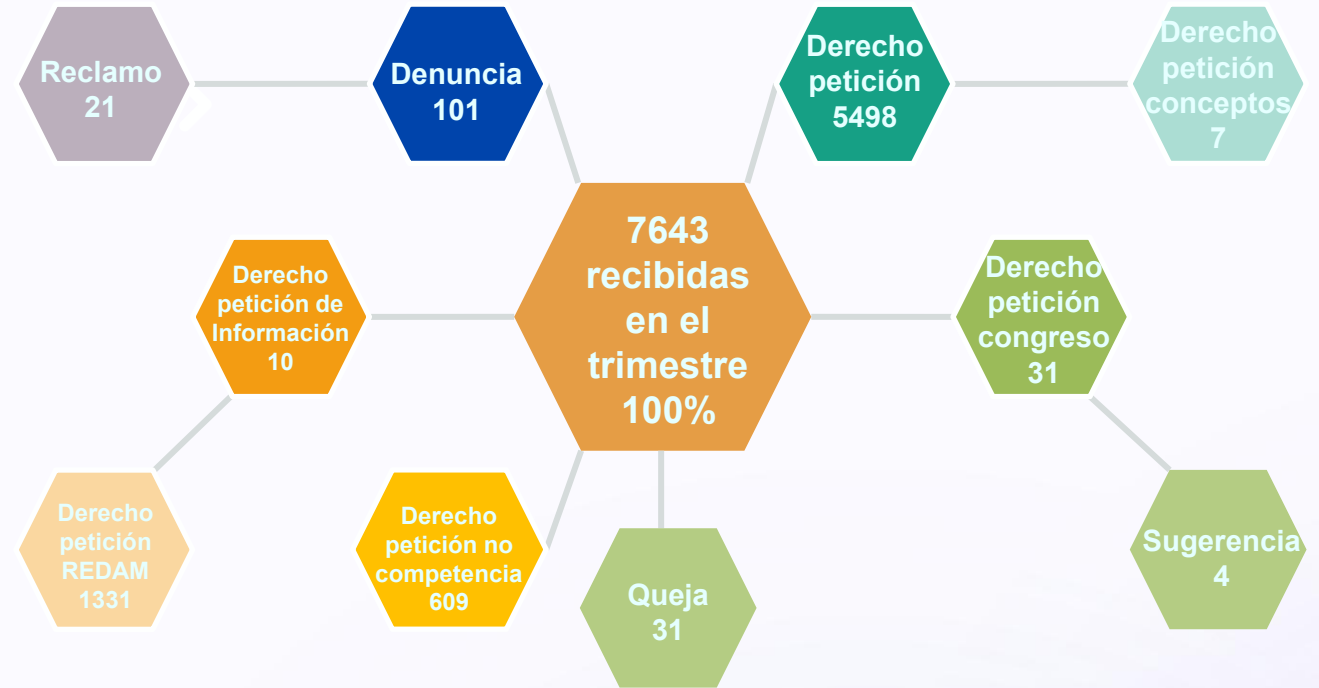 Reclamo
21
Denuncia
101
Derecho
petición
5498
Derecho
petición
conceptos
7
7643
recibidas
en el
trimestre
100%
Derecho
petición de
Información
10
Derecho
petición
congreso
31
Derecho
petición
REDAM
1331
Derecho
petición no
competencia
609
Queja
31
Sugerencia
4